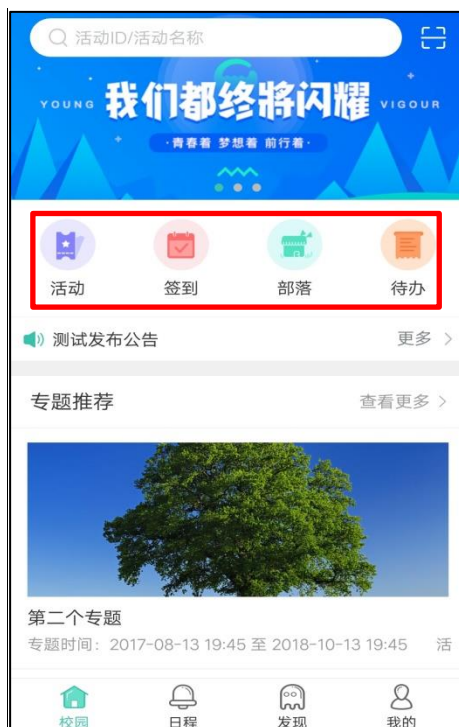 活动ID/活动名称
YOUNG 我们都终将闪耀 VIGOUR
·青春着 梦想着 前行着·
活动 签到 部落 待办
测试发布公告 更多
专题推荐 查看更多
第二个专题
专题时间: 2017-08-13 19:45 至 2018-10-13 19:45 活
校园 日程 发现 我的